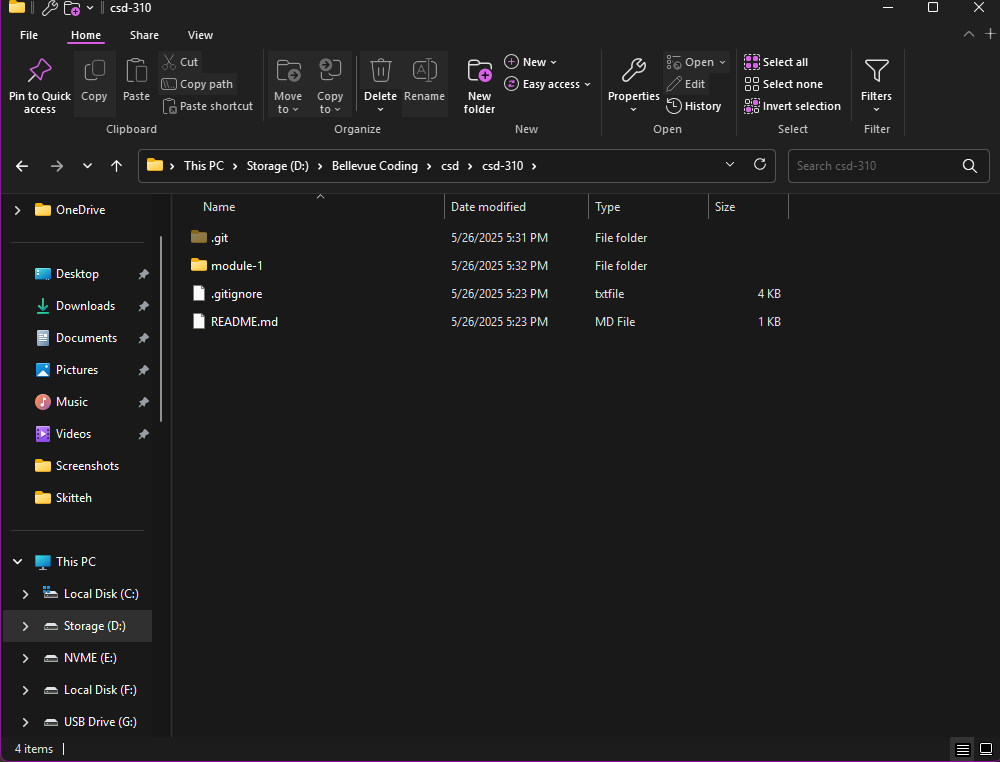 csd-310
File Home Share View
Pin to Quick access
Copy
Paste
Cut
Copy path
Paste shortcut
Clipboard
Move to
Copy to
Delete
Rename
Organize
New folder
New
Easy access
New
Properties
Open
Edit
History
Open
Select all
Select none
Invert selection
Select
Filters
Filter
This PC Storage (D:) Bellevue Coding csd csd-310
Search csd-310
OneDrive
Desktop
Downloads
Documents
Pictures
Music
Videos
Screenshots
Skitteh
This PC
Local Disk (C:)
Storage (D:)
NVME (E:)
Local Disk (F:)
USB Drive (G:)
Name Date modified Type Size
.git 5/26/2025 5:31 PM File folder
module-1 5/26/2025 5:32 PM File folder
.gitignore 5/26/2025 5:23 PM txtfile 4 KB
README.md 5/26/2025 5:23 PM MD File 1 KB
4 items